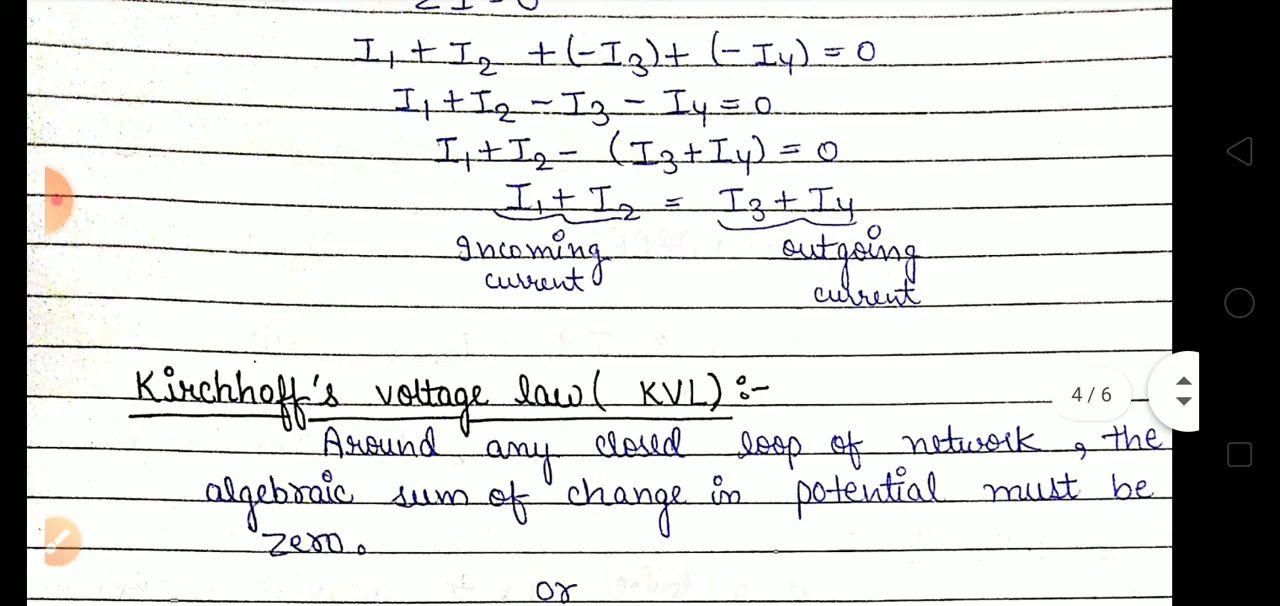 I₁ + I₂ + (-I₃) + (- I₄) = 0
I₁ + I₂ - I₃ - I₄ = 0
I₁ + I₂ - (I₃ + I₄) = 0
I₁ + I₂ = I₃ + I₄
Incoming outgoing
current current
Kirchhoff's voltage law ( KVL) :-
4/6
Around any closed loop of network , the
algebraic sum of change in potential must be
zero.
or